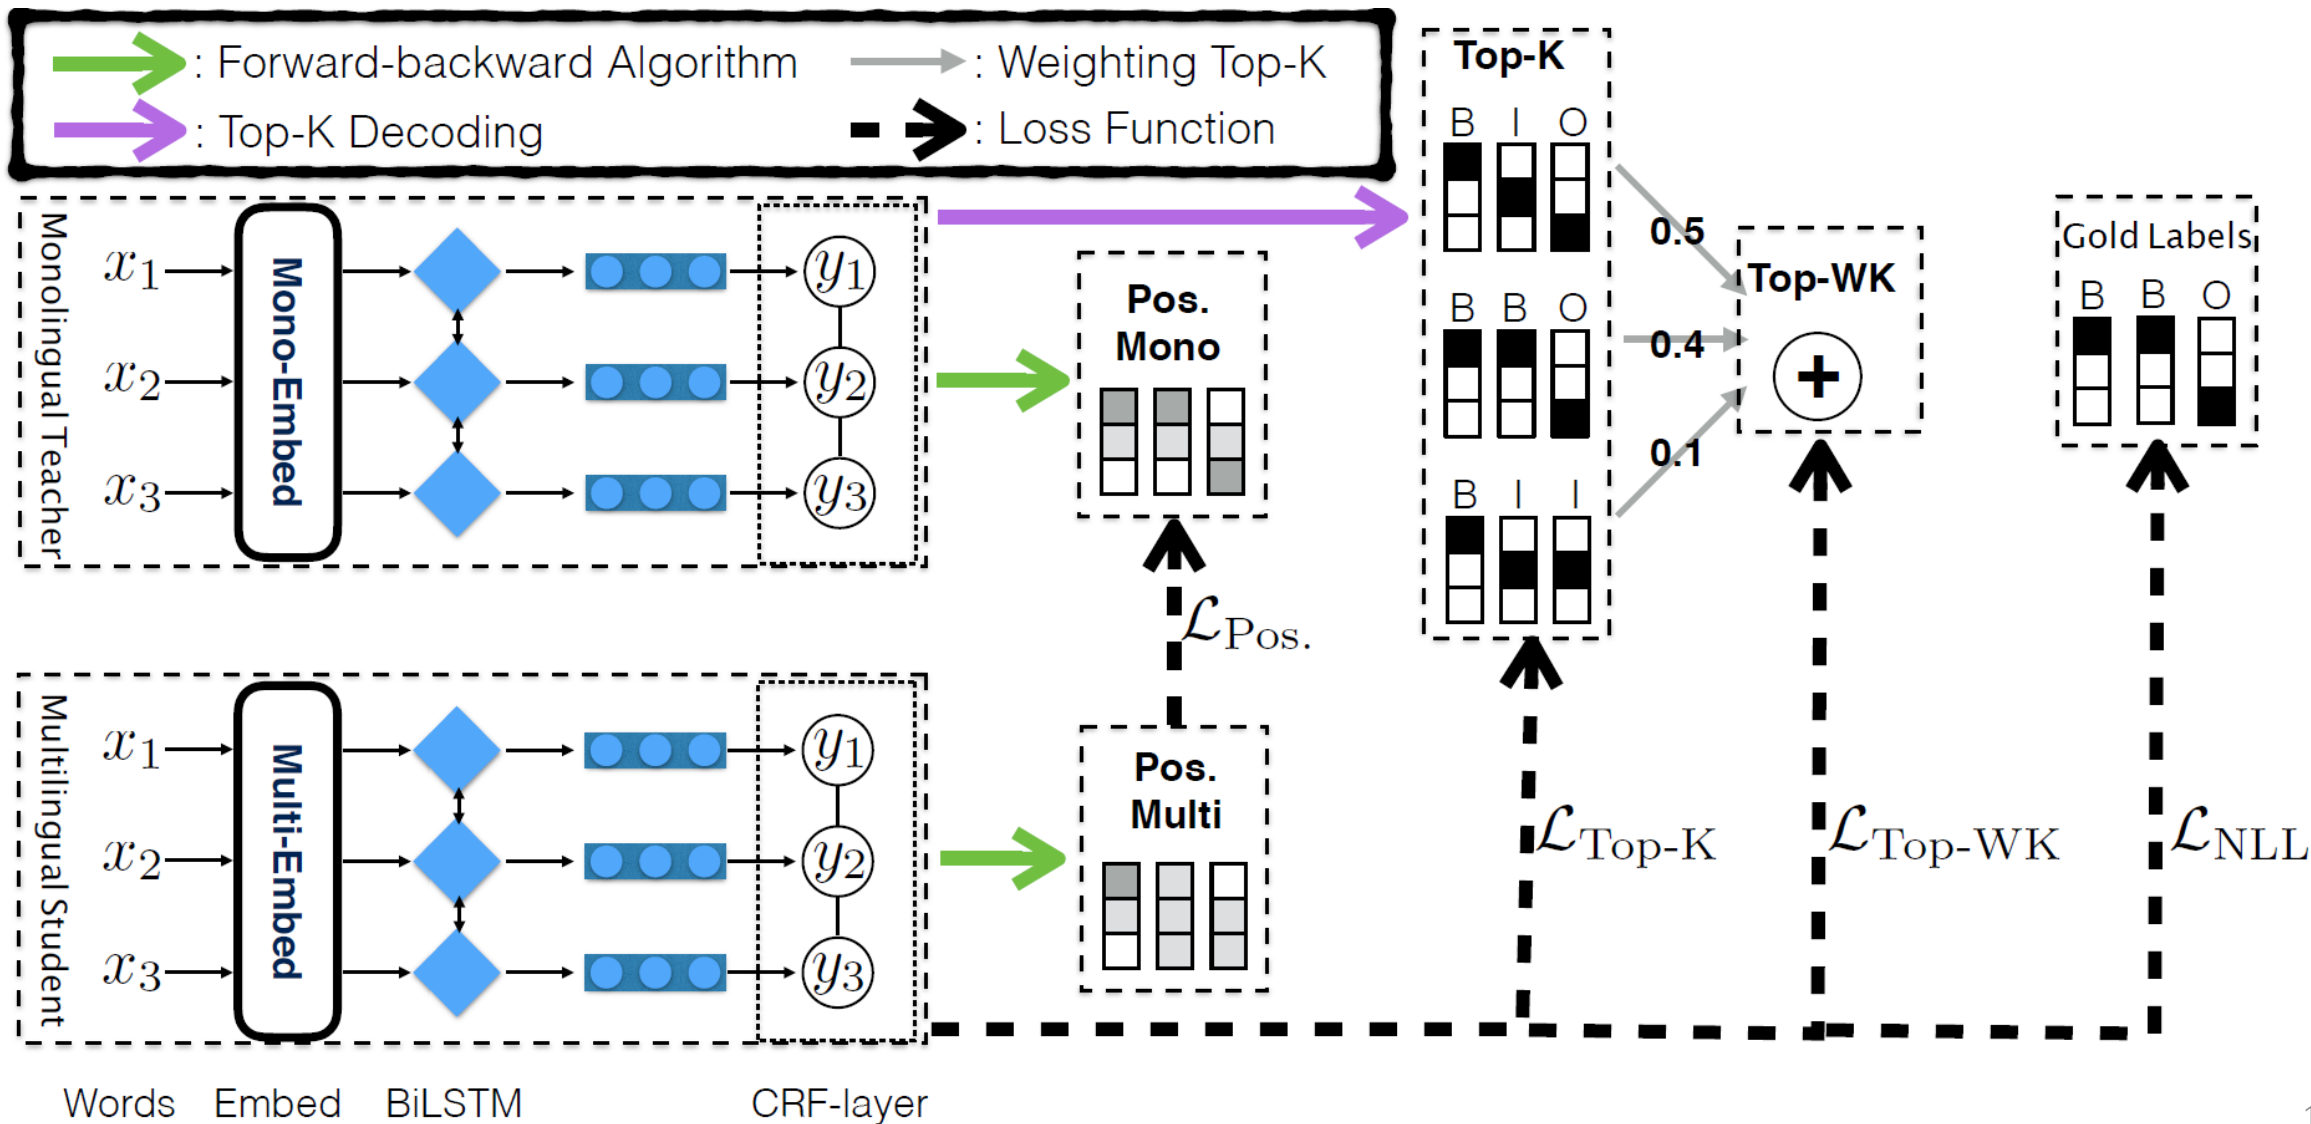 : Forward-backward Algorithm
: Weighting Top-K
: Top-K Decoding
: Loss Function
Monolingual Teacher
x1
x2
x3
Mono-Embed
y1
y2
y3
Pos.
Mono
Top-K
B I O
B B O
B I I
0.5
0.4
0.1
Top-WK
+
Gold Labels
B B O
Multilingual Student
x1
x2
x3
Multi-Embed
y1
y2
y3
Pos.
Multi
ℒPos.
ℒTop-K
ℒTop-WK
ℒNLL
Words
Embed
BiLSTM
CRF-layer